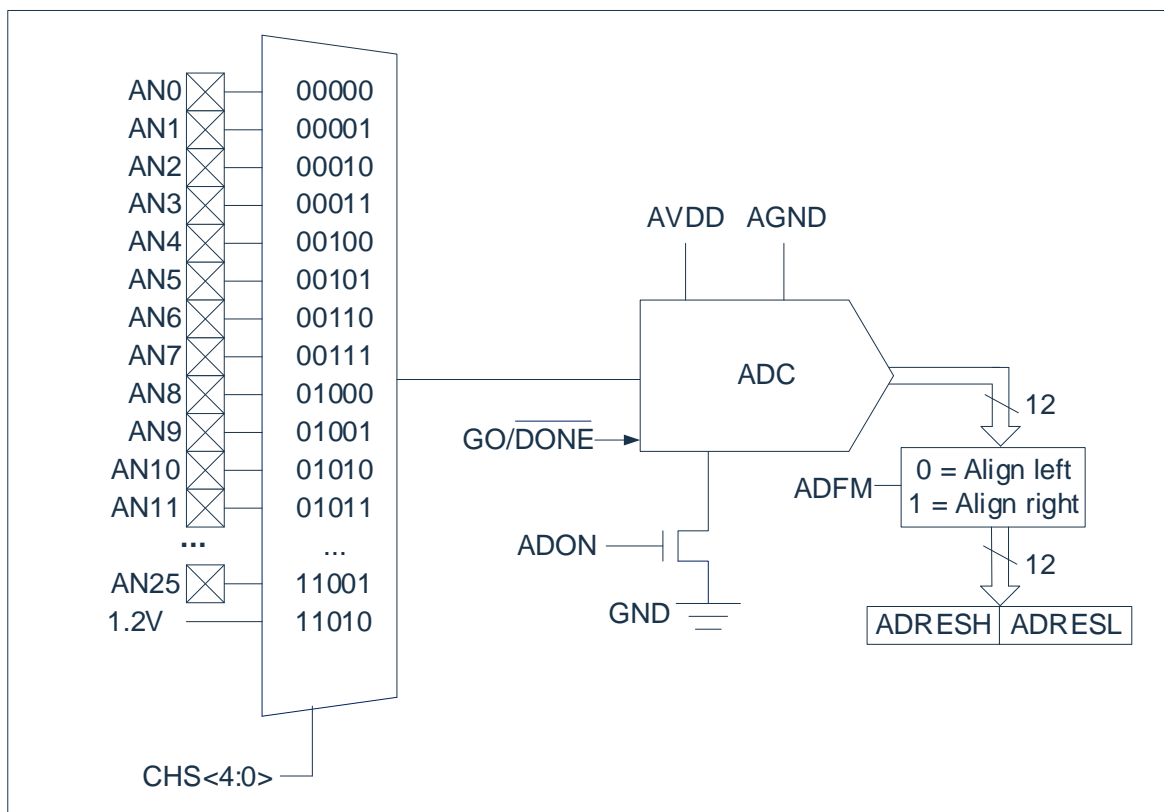 AN0 00000
AN1 00001
AN2 00010
AN3 00011
AN4 00100
AN5 00101
AN6 00110
AN7 00111
AN8 01000
AN9 01001
AN10 01010
AN11 01011
... ...
AN25 11001
1.2V 11010
CHS<4:0>
AVDD AGND
ADC
GO/DONE
ADON
GND
12
ADFM
0 = Align left
1 = Align right
12
ADRESH ADRESL